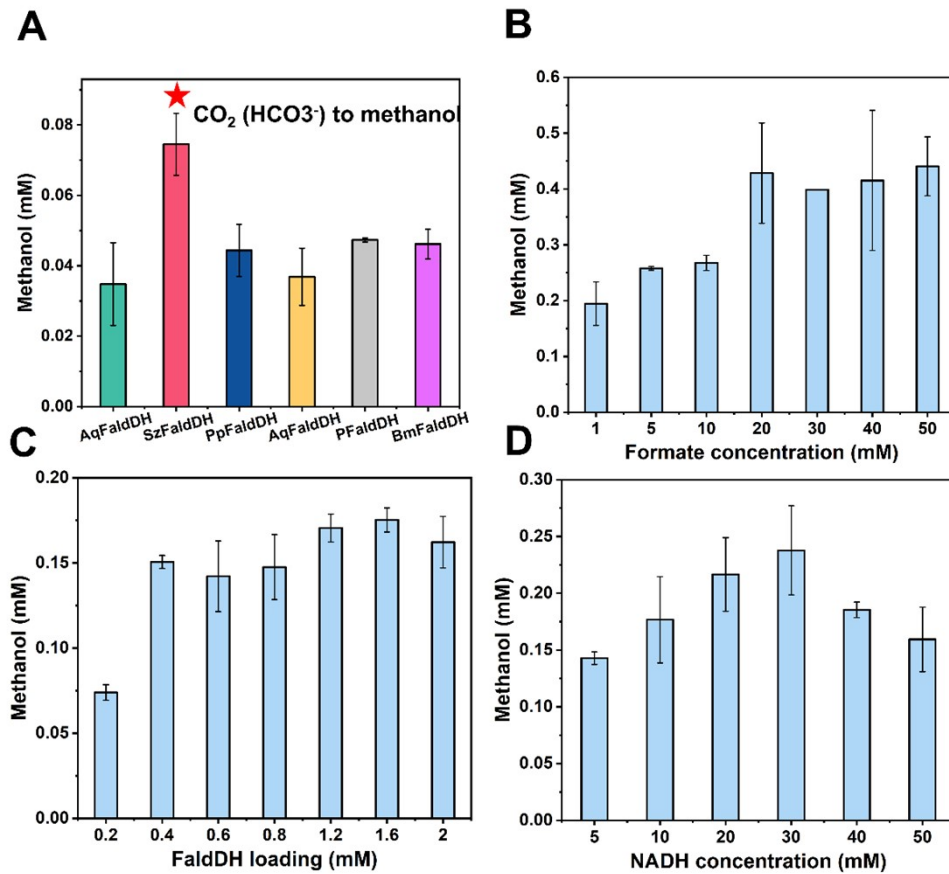 A
CO₂ (HCO3⁻) to methanol
Methanol (mM)
0.08
0.06
0.04
0.02
0.00
AqFaldDH SzFaldDH PpFaldDH AqFaldDH PFaldDH BmFaldDH
B
Methanol (mM)
0.6
0.5
0.4
0.3
0.2
0.1
0.0
1 5 10 20 30 40 50
Formate concentration (mM)
C
Methanol (mM)
0.20
0.15
0.10
0.05
0.00
0.2 0.4 0.6 0.8 1.2 1.6 2
FaldDH loading (mM)
D
Methanol (mM)
0.30
0.25
0.20
0.15
0.10
0.05
0.00
5 10 20 30 40 50
NADH concentration (mM)